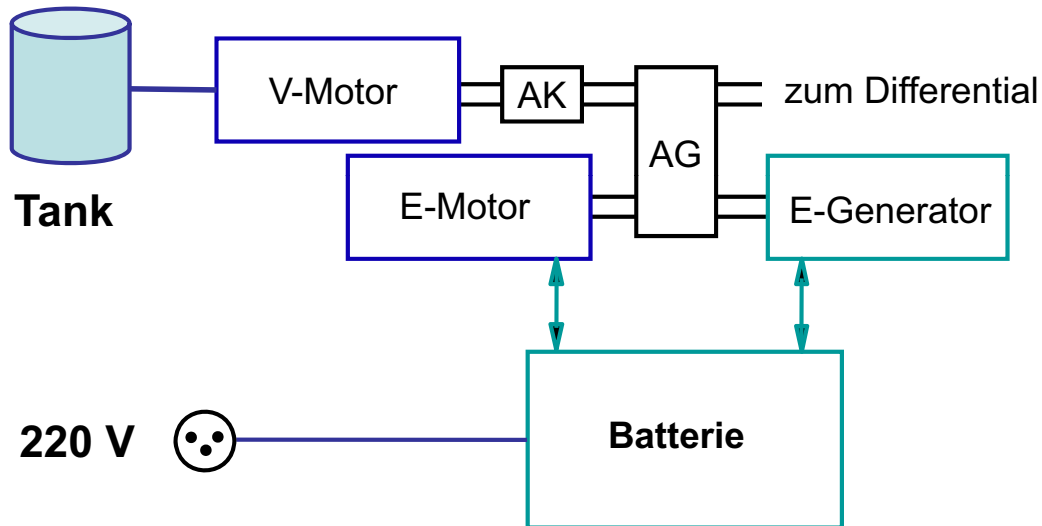 V-Motor
AK
zum Differential
AG
Tank
E-Motor
E-Generator
220 V
Batterie